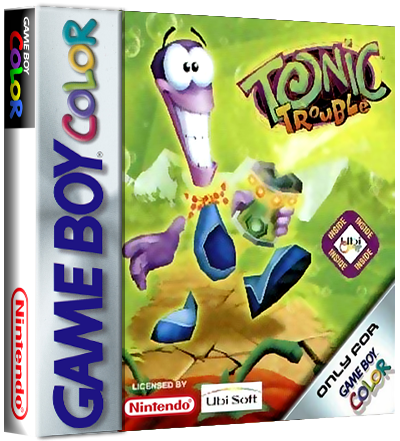 GAME BOY
COLOR
Nintendo
GAME BOY COLOR
TONIC
TROUBLE
INSIDE
INSIDE
Ubi
INSIDE
INSIDE
ONLY FOR
GAME BOY
COLOR
LICENSED BY
Nintendo
Ubi Soft